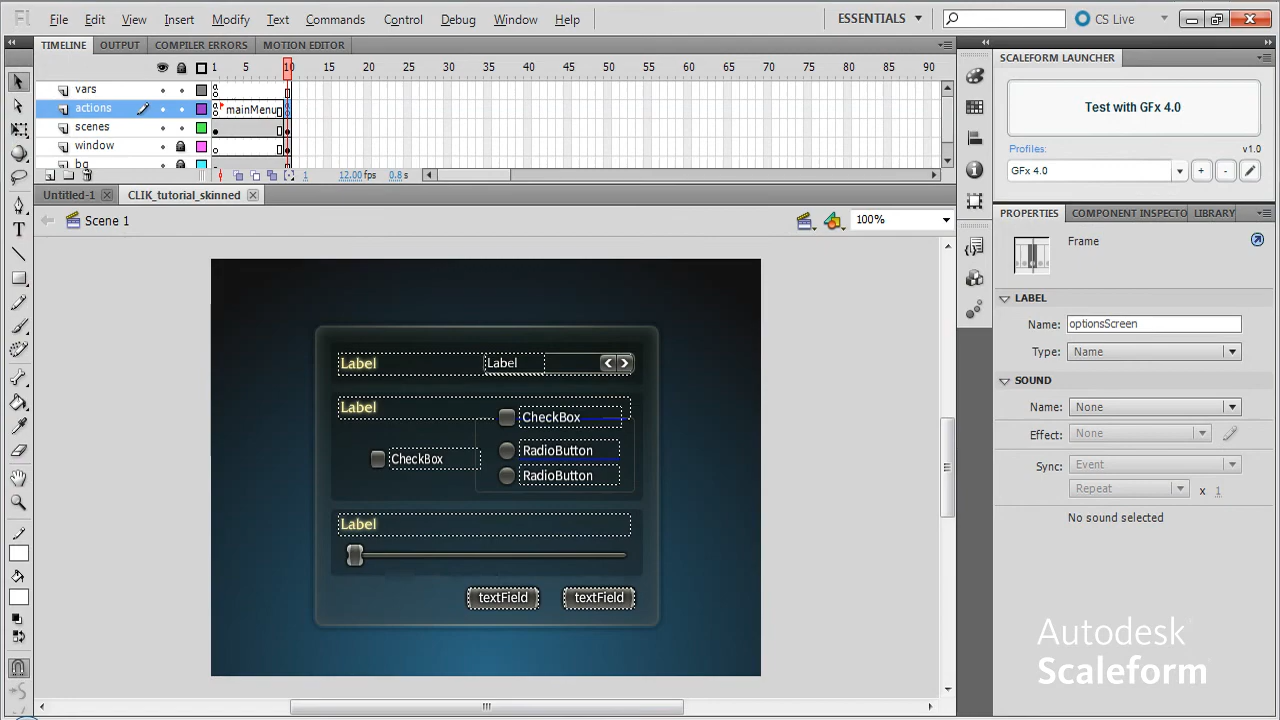 Fl File Edit View Insert Modify Text Commands Control Debug Window Help ESSENTIALS CS Live
TIMELINE OUTPUT COMPILER ERRORS MOTION EDITOR
1 5 10 15 20 25 30 35 40 45 50 55 60 65 70 75 80 85 90
vars
actions mainMenu
scenes
window
bg
1 12.00fps 0.8s
Untitled-1 CLIK_tutorial_skinned
Scene 1 100%
Label Label
Label CheckBox
CheckBox RadioButton
RadioButton
Label
textField textField
SCALEFORM LAUNCHER
Test with GFx 4.0
Profiles: v1.0
GFx 4.0 + -
PROPERTIES COMPONENT INSPECTO LIBRARY
Frame
LABEL
Name: optionsScreen
Type: Name
SOUND
Name: None
Effect: None
Sync: Event
Repeat x 1
No sound selected
Autodesk
Scaleform